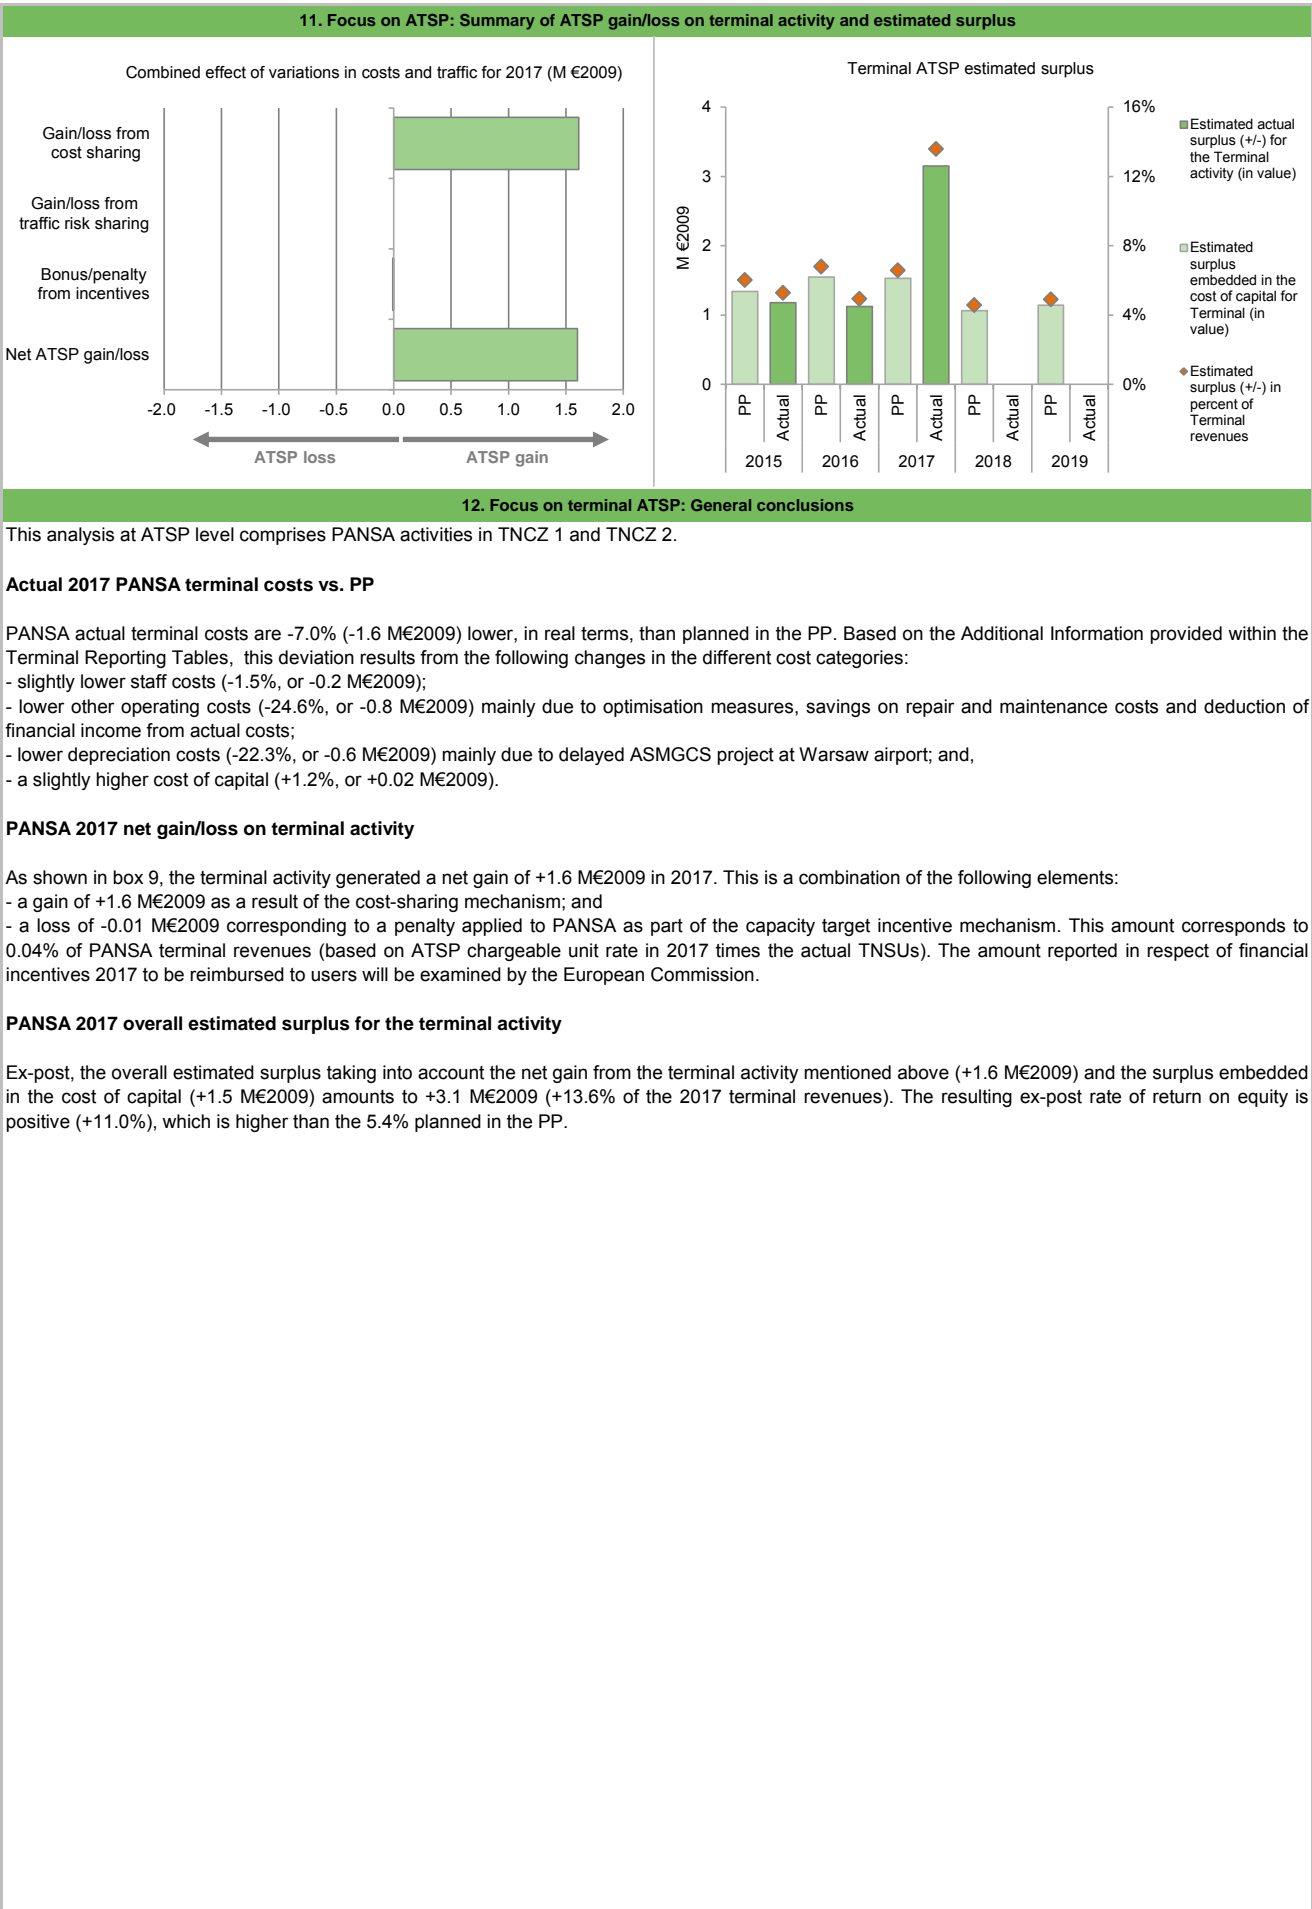 11. Focus on ATSP: Summary of ATSP gain/loss on terminal activity and estimated surplus
Combined effect of variations in costs and traffic for 2017 (M €2009)
Gain/loss from
cost sharing
Gain/loss from
traffic risk sharing
Bonus/penalty
from incentives
Net ATSP gain/loss
-2.0 -1.5 -1.0 -0.5 0.0 0.5 1.0 1.5 2.0
ATSP loss ATSP gain
Terminal ATSP estimated surplus
M €2009
4
3
2
1
0
16%
12%
8%
4%
0%
PP Actual PP Actual PP Actual PP Actual PP Actual
2015 2016 2017 2018 2019
Estimated actual
surplus (+/-) for
the Terminal
activity (in value)
Estimated
surplus
embedded in the
cost of capital for
Terminal (in
value)
Estimated
surplus (+/-) in
percent of
Terminal
revenues
12. Focus on terminal ATSP: General conclusions
This analysis at ATSP level comprises PANSA activities in TNCZ 1 and TNCZ 2.
Actual 2017 PANSA terminal costs vs. PP
PANSA actual terminal costs are -7.0% (-1.6 M€2009) lower, in real terms, than planned in the PP. Based on the Additional Information provided within the
Terminal Reporting Tables, this deviation results from the following changes in the different cost categories:
- slightly lower staff costs (-1.5%, or -0.2 M€2009);
- lower other operating costs (-24.6%, or -0.8 M€2009) mainly due to optimisation measures, savings on repair and maintenance costs and deduction of
financial income from actual costs;
- lower depreciation costs (-22.3%, or -0.6 M€2009) mainly due to delayed ASMGCS project at Warsaw airport; and,
- a slightly higher cost of capital (+1.2%, or +0.02 M€2009).
PANSA 2017 net gain/loss on terminal activity
As shown in box 9, the terminal activity generated a net gain of +1.6 M€2009 in 2017. This is a combination of the following elements:
- a gain of +1.6 M€2009 as a result of the cost-sharing mechanism; and
- a loss of -0.01 M€2009 corresponding to a penalty applied to PANSA as part of the capacity target incentive mechanism. This amount corresponds to
0.04% of PANSA terminal revenues (based on ATSP chargeable unit rate in 2017 times the actual TNSUs). The amount reported in respect of financial
incentives 2017 to be reimbursed to users will be examined by the European Commission.
PANSA 2017 overall estimated surplus for the terminal activity
Ex-post, the overall estimated surplus taking into account the net gain from the terminal activity mentioned above (+1.6 M€2009) and the surplus embedded
in the cost of capital (+1.5 M€2009) amounts to +3.1 M€2009 (+13.6% of the 2017 terminal revenues). The resulting ex-post rate of return on equity is
positive (+11.0%), which is higher than the 5.4% planned in the PP.